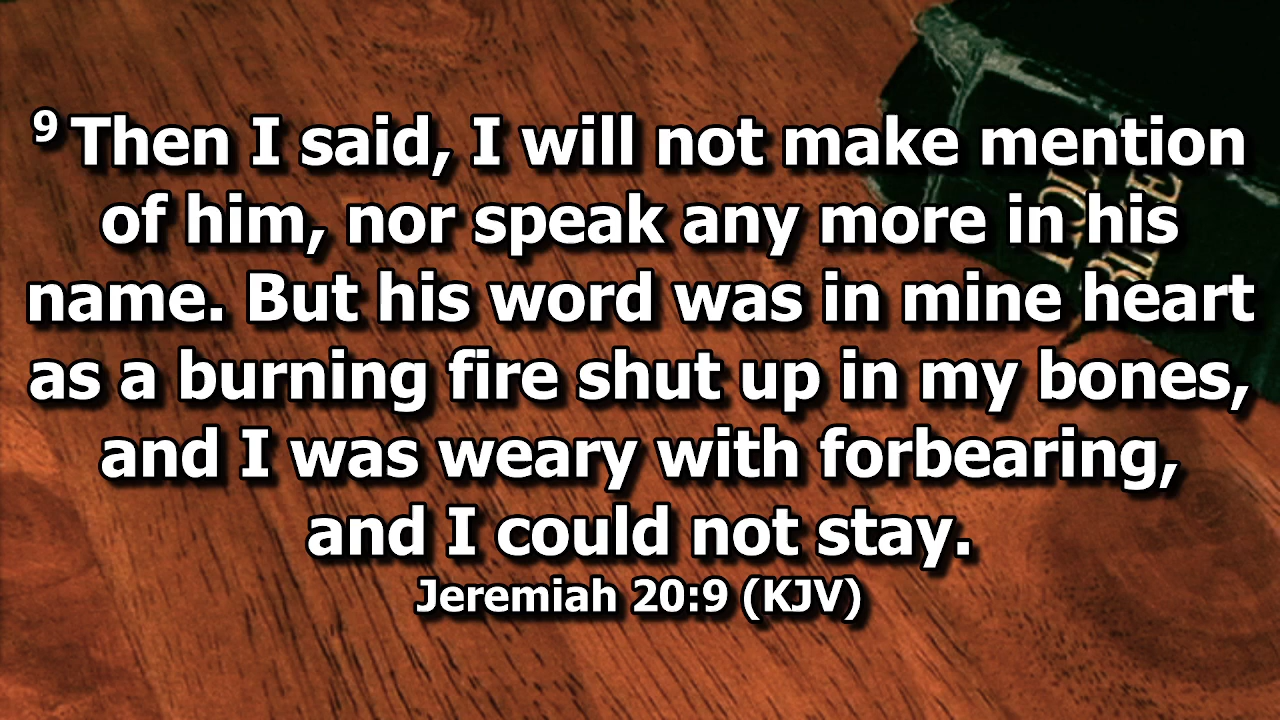 9 Then I said, I will not make mention
of him, nor speak any more in his
name. But his word was in mine heart
as a burning fire shut up in my bones,
and I was weary with forbearing,
and I could not stay.
Jeremiah 20:9 (KJV)
BIBLE